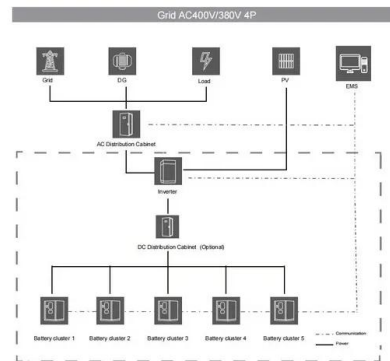 Grid AC400V/380V 4P
Grid
DG
Load
PV
EMS
AC Distribution Cabinet
Inverter
DC Distribution Cabinet (Optional)
Battery cluster 1
Battery cluster 2
Battery cluster 3
Battery cluster 4
Battery cluster 5
Communication
Power